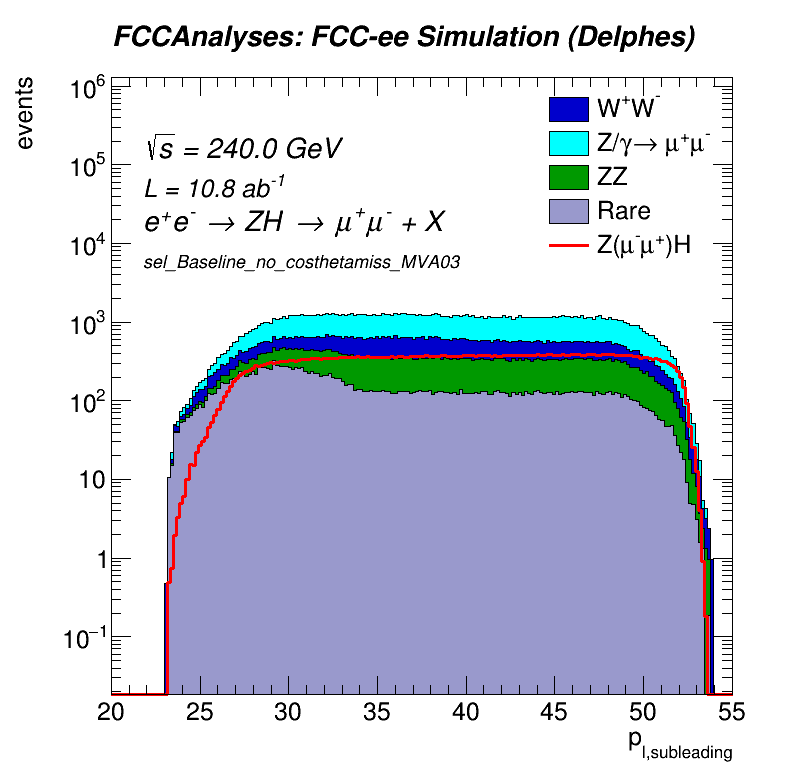 FCCAnalyses: FCC-ee Simulation (Delphes)
events
10⁶
10⁵
10⁴
10³
10²
10
1
10⁻¹
√s = 240.0 GeV
L = 10.8 ab⁻¹
e⁺e⁻ → ZH → μ⁺μ⁻ + X
sel_Baseline_no_costhetamiss_MVA03
W⁺W⁻
Z/γ→ μ⁺μ⁻
ZZ
Rare
Z(μ⁻μ⁺)H
20 25 30 35 40 45 50 55
p_l,subleading